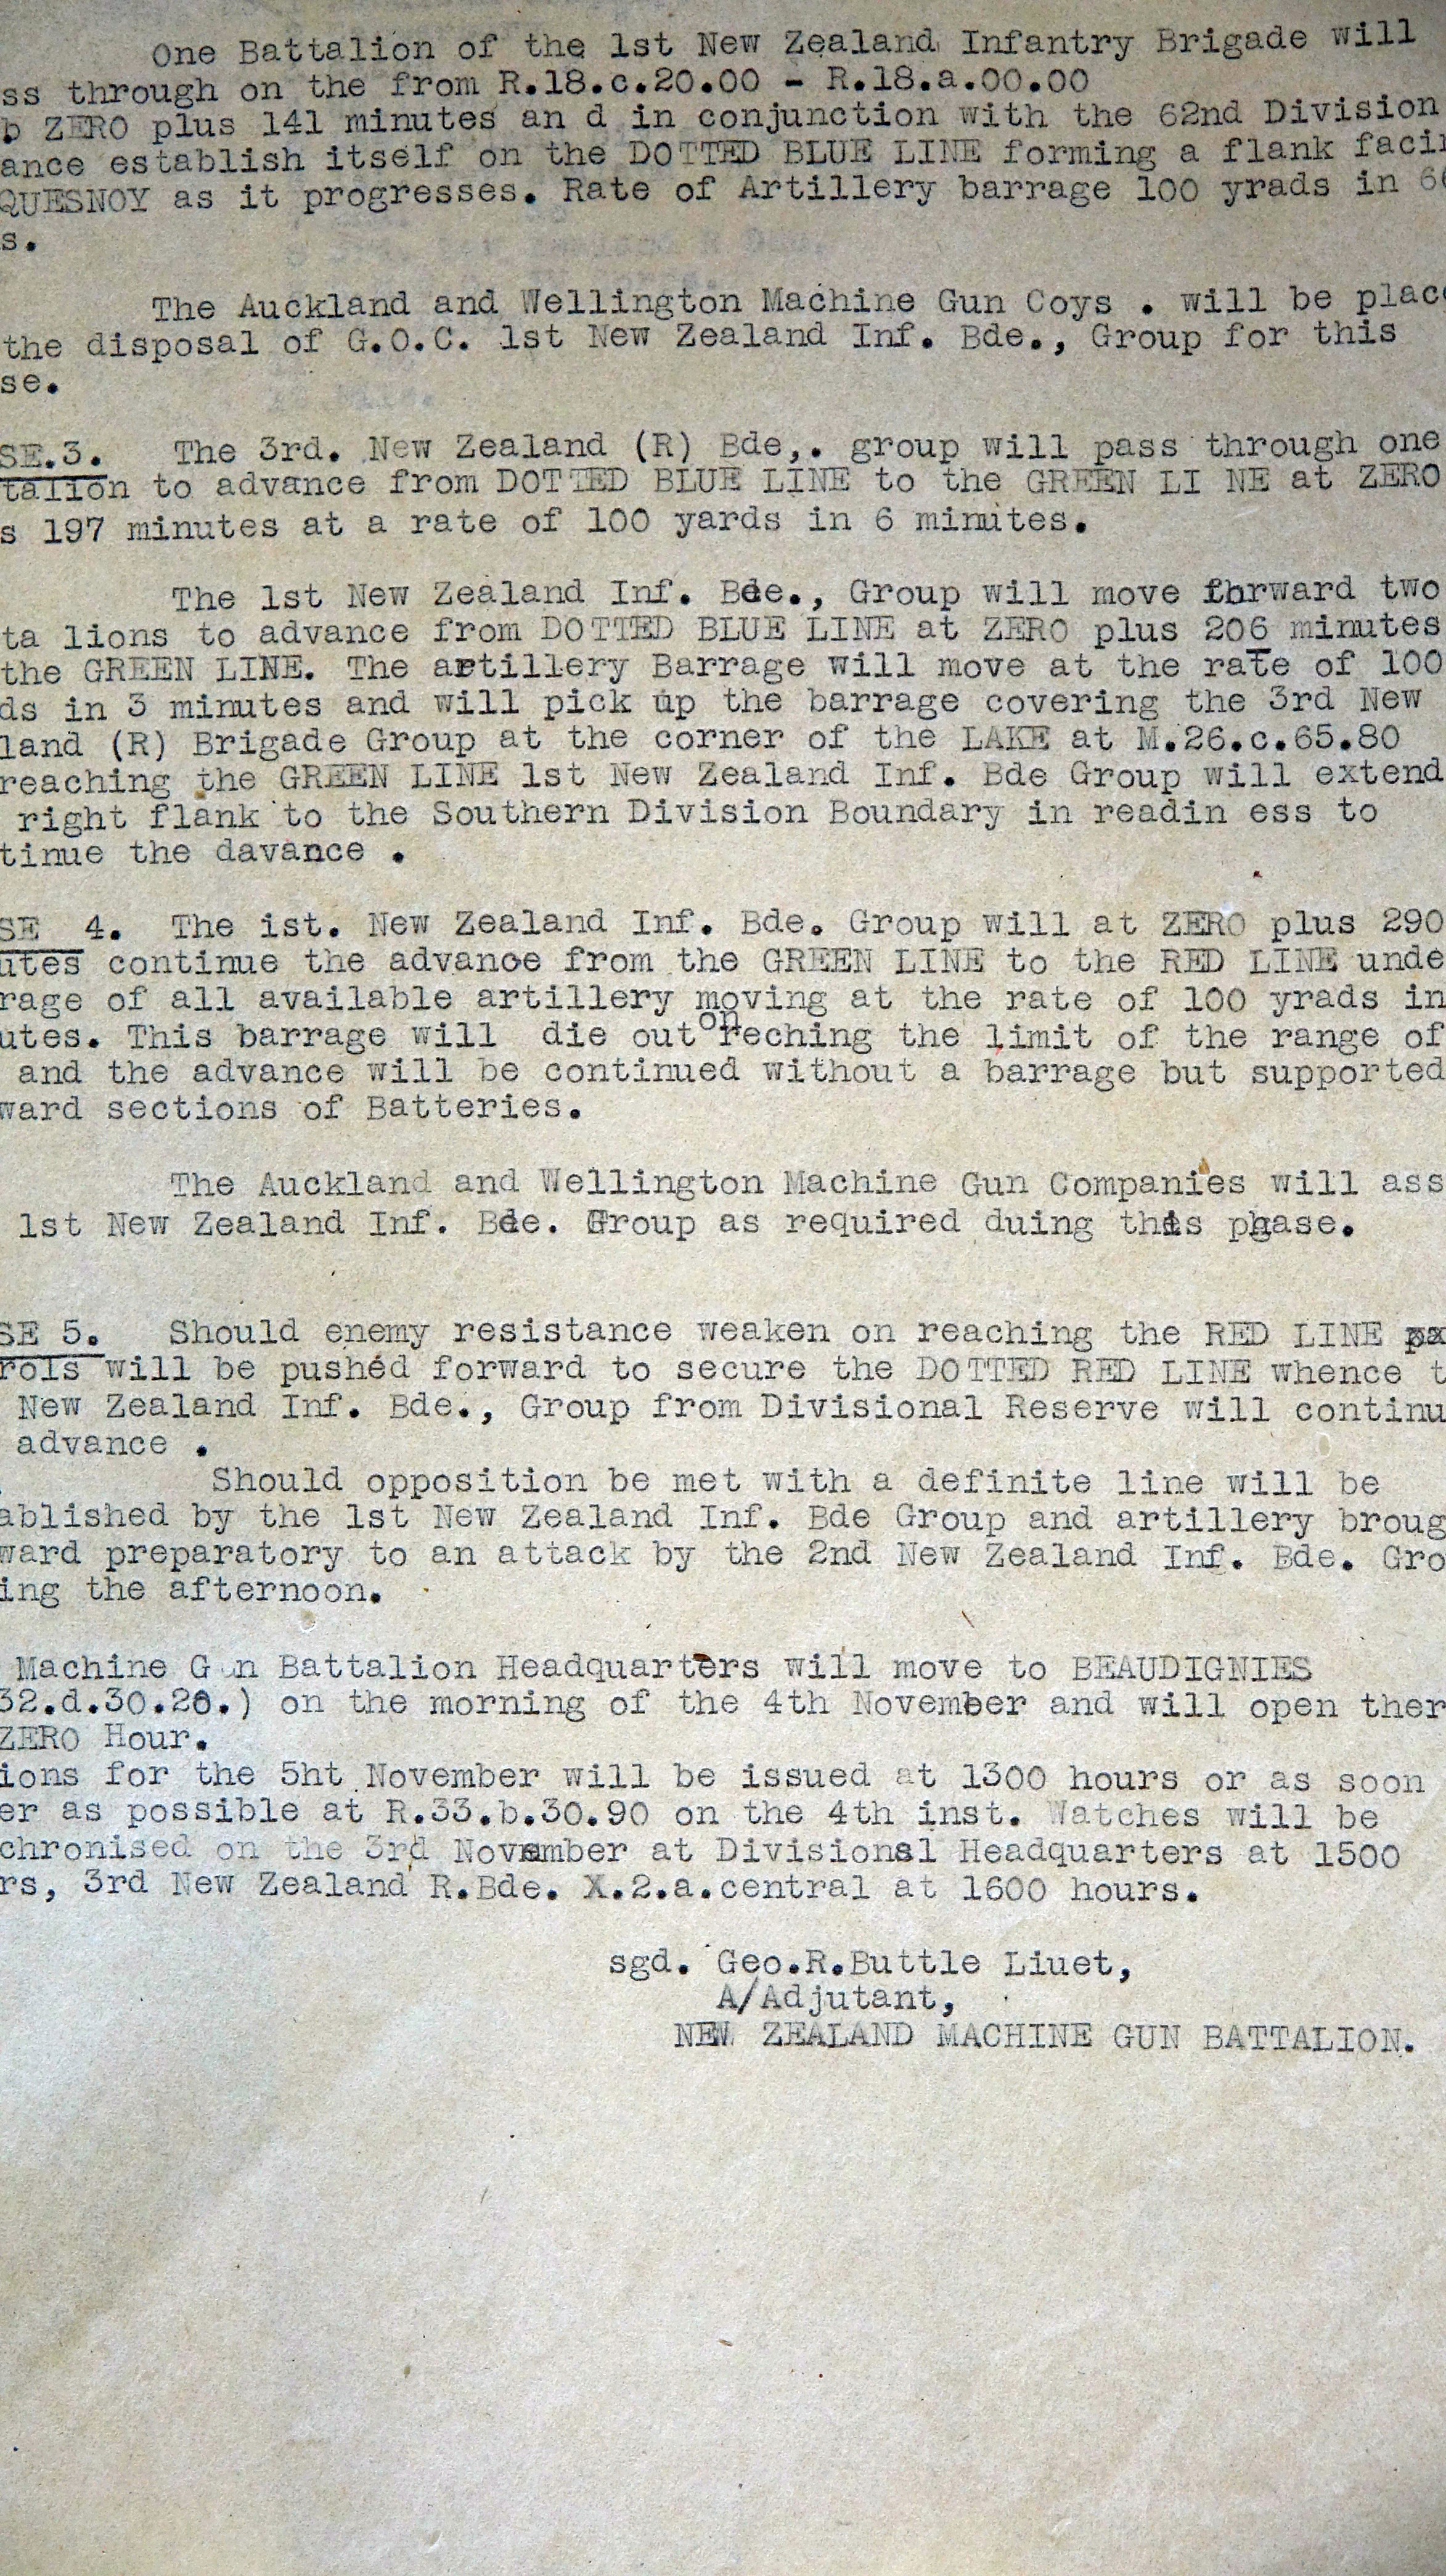 One Battalion of the 1st New Zealand Infantry Brigade will
ss through on the from R.18.c.20.00 - R.18.a.00.00
p ZERO plus 141 minutes an d in conjunction with the 62nd Division
ance establish itself on the DOTTED BLUE LINE forming a flank facin
QUESNOY as it progresses. Rate of Artillery barrage 100 yrads in 6
s.
The Auckland and Wellington Machine Gun Coys . will be place
the disposal of G.O.C. 1st New Zealand Inf. Bde., Group for this
se.
SE.3. The 3rd. New Zealand (R) Bde,. group will pass through one
talion to advance from DOTTED BLUE LINE to the GREEN LI NE at ZERO
s 197 minutes at a rate of 100 yards in 6 minutes.
The 1st New Zealand Inf. Bde., Group will move forward two
ta lions to advance from DOTTED BLUE LINE at ZERO plus 206 minutes
the GREEN LINE. The artillery Barrage will move at the rate of 100
ds in 3 minutes and will pick up the barrage covering the 3rd New
land (R) Brigade Group at the corner of the LAKE at M.26.c.65.80
reaching the GREEN LINE 1st New Zealand Inf. Bde Group will extend
right flank to the Southern Division Boundary in readin ess to
tinue the davance .
SE 4. The ist. New Zealand Inf. Bde. Group will at ZERO plus 290
utes continue the advance from the GREEN LINE to the RED LINE unde
rage of all available artillery moving at the rate of 100 yrads in
utes. This barrage will die out on reching the limit of the range of
and the advance will be continued without a barrage but supported
ward sections of Batteries.
The Auckland and Wellington Machine Gun Companies will ass
1st New Zealand Inf. Bde. Group as required duing this phase.
SE 5. Should enemy resistance weaken on reaching the RED LINE
rols will be pushed forward to secure the DOTTED RED LINE whence t
New Zealand Inf. Bde., Group from Divisional Reserve will continu
advance .
Should opposition be met with a definite line will be
ablished by the 1st New Zealand Inf. Bde Group and artillery broug
ward preparatory to an attack by the 2nd New Zealand Inf. Bde. Gro
ing the afternoon.
Machine Gun Battalion Headquarters will move to BEAUDIGNIES
32.d.30.20.) on the morning of the 4th November and will open ther
ZERO Hour.
ions for the 5ht November will be issued at 1300 hours or as soon
er as possible at R.33.b.30.90 on the 4th inst. Watches will be
chronised on the 3rd November at Divisional Headquarters at 1500
rs, 3rd New Zealand R.Bde. X.2.a.central at 1600 hours.
sgd. Geo.R.Buttle Liuet,
A/Adjutant,
NEW ZEALAND MACHINE GUN BATTALION.